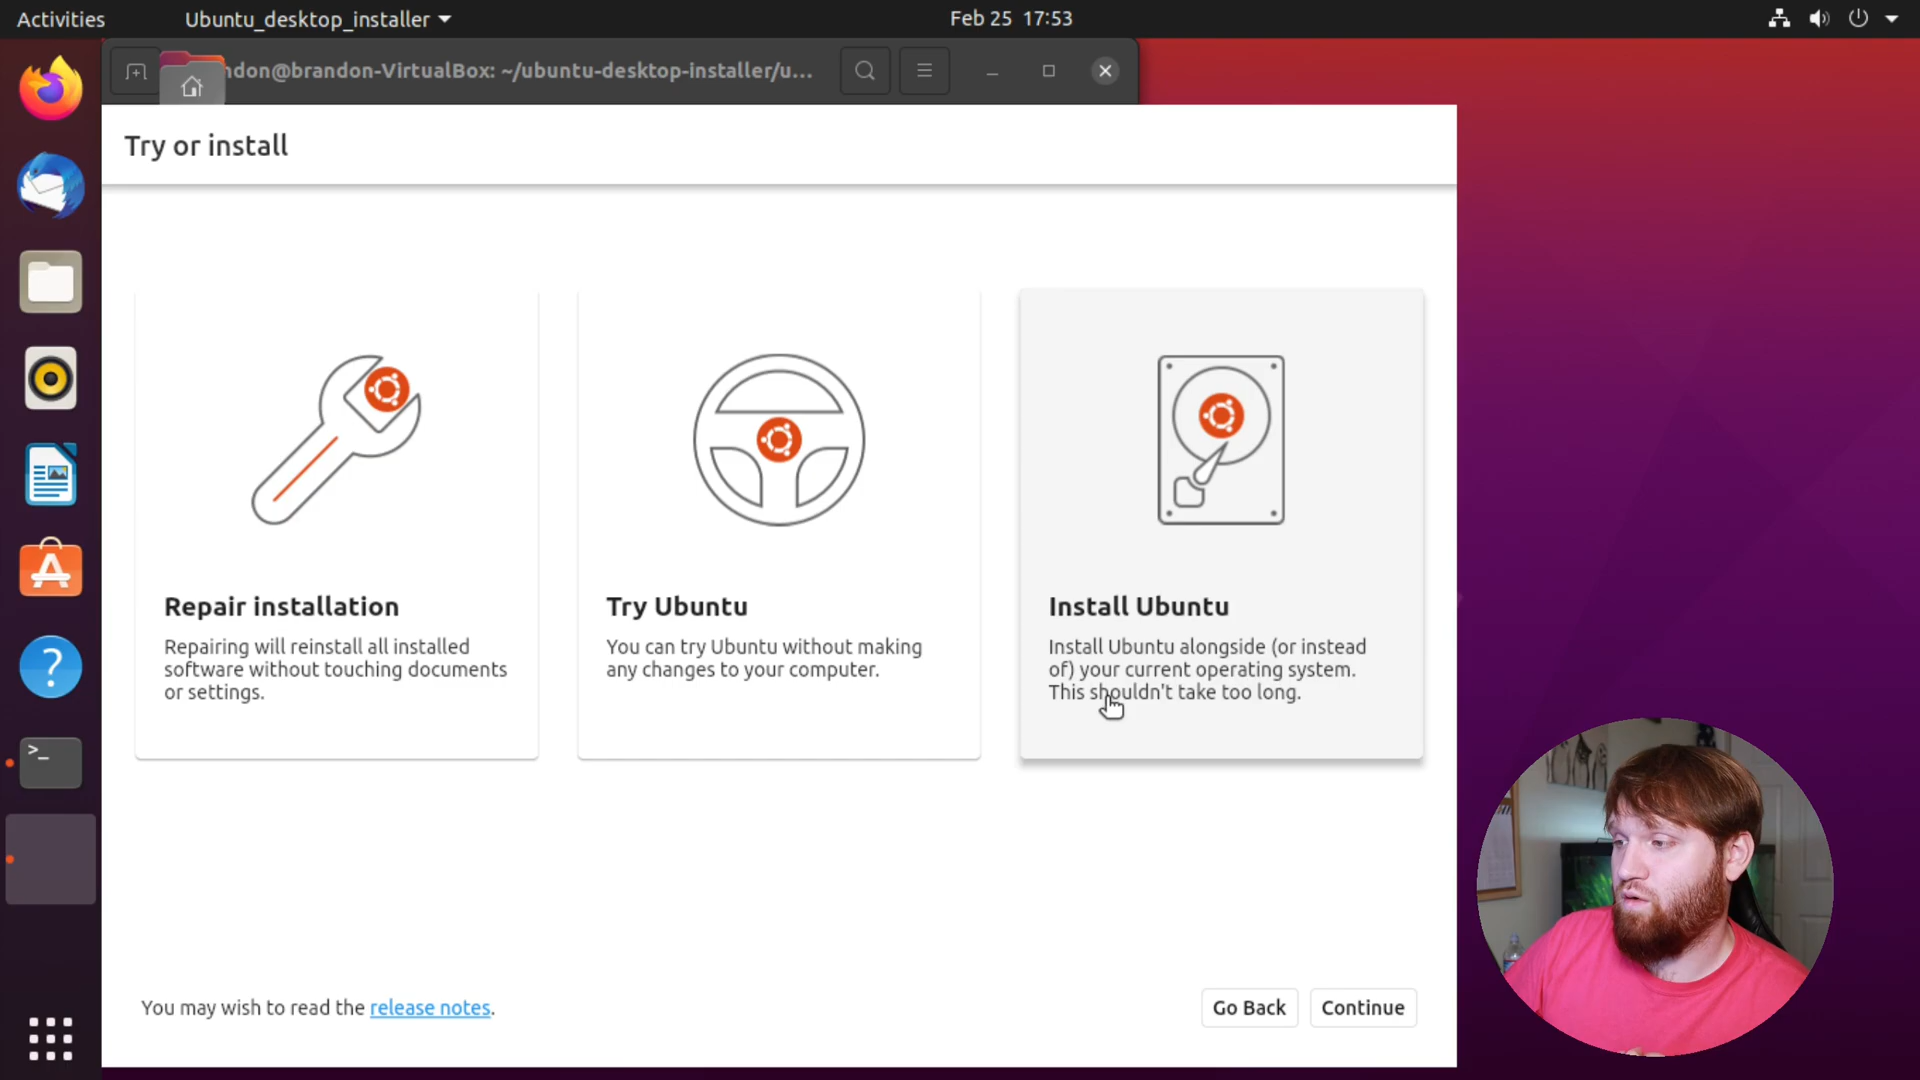 Activities
Ubuntu_desktop_installer
Feb 25 17:53
ndon@brandon-VirtualBox: ~/ubuntu-desktop-installer/u...
Try or install
Repair installation
Repairing will reinstall all installed
software without touching documents
or settings.
Try Ubuntu
You can try Ubuntu without making
any changes to your computer.
Install Ubuntu
Install Ubuntu alongside (or instead
of) your current operating system.
This shouldn't take too long.
You may wish to read the release notes.
Go Back
Continue